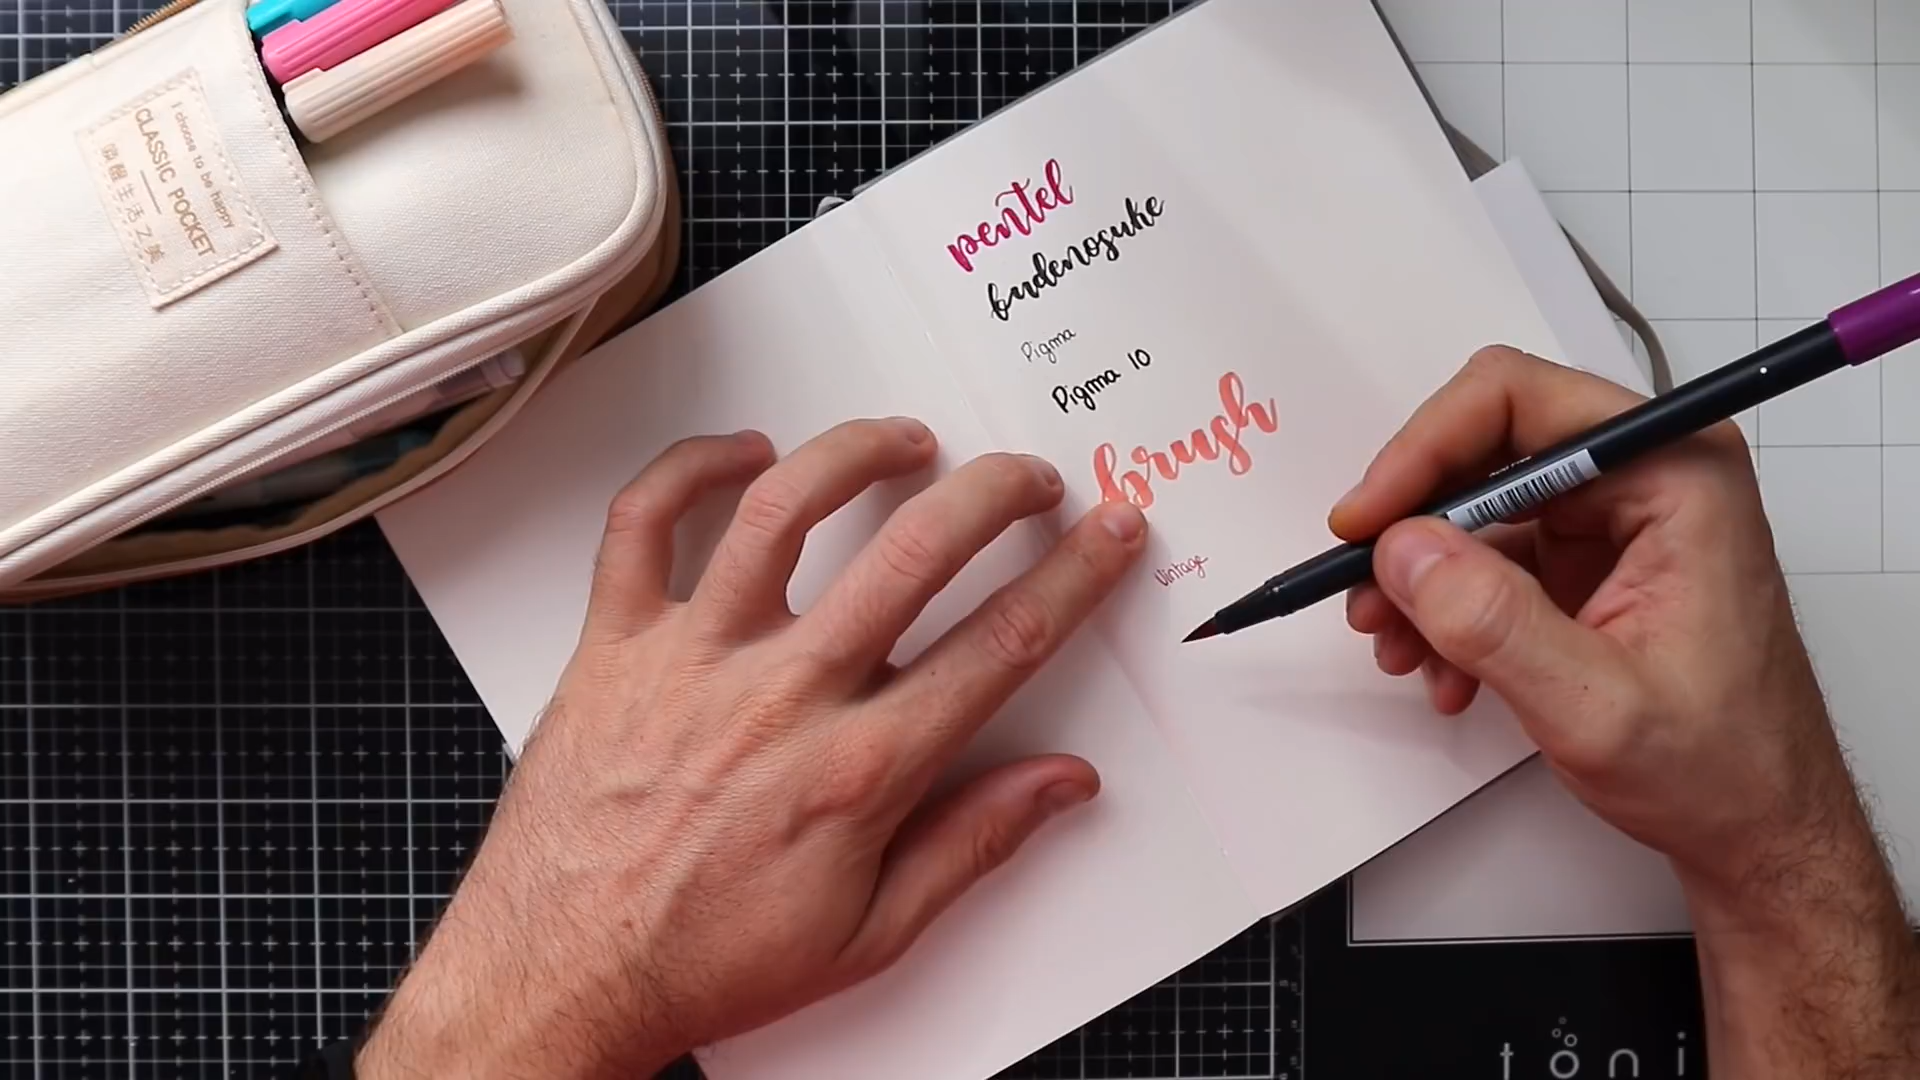 I choose to be happy
CLASSIC POCKET
pentel
fudenosuke
Pigma
Pigma 10
brush
Vintage
toni